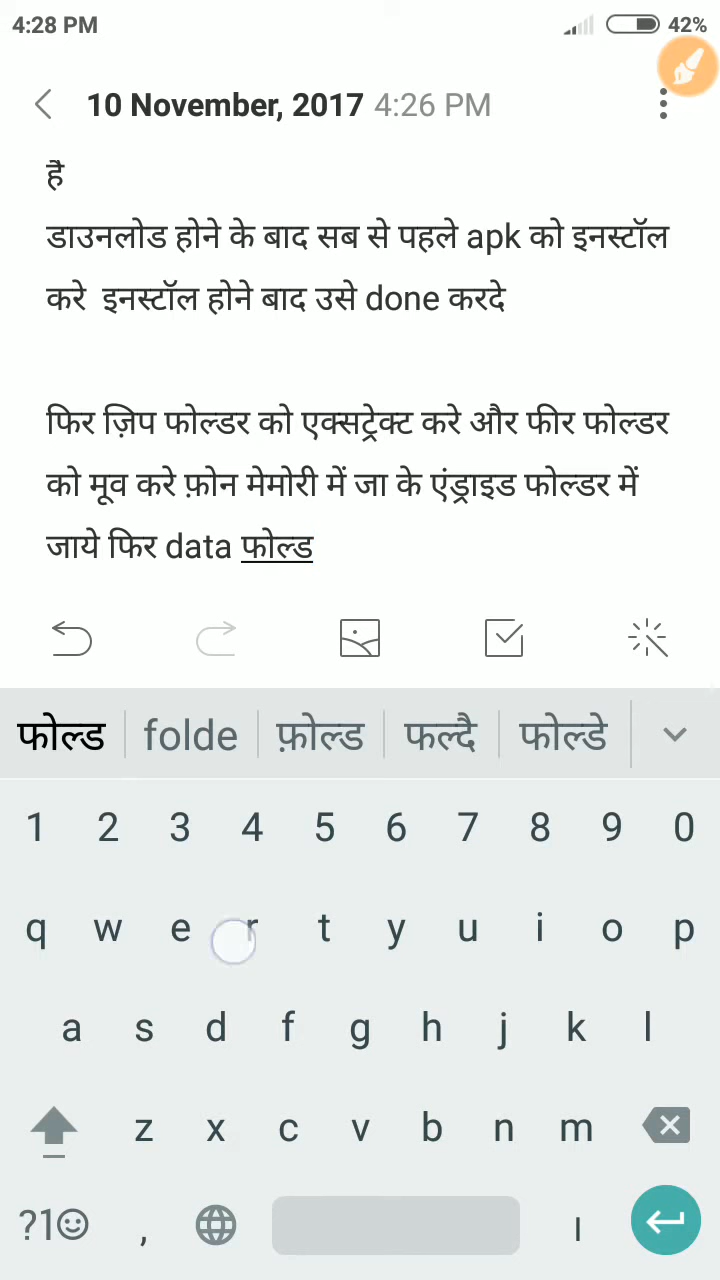 4:28 PM 42%
10 November, 2017 4:26 PM
है
डाउनलोड होने के बाद सब से पहले apk को इनस्टॉल
करे इनस्टॉल होने बाद उसे done करदे
फिर ज़िप फोल्डर को एक्सट्रेक्ट करे और फीर फोल्डर
को मूव करे फ़ोन मेमोरी में जा के एंड्राइड फोल्डर में
जाये फिर data फोल्ड
फोल्ड folde फ़ोल्ड फल्दै फोल्डे
1 2 3 4 5 6 7 8 9 0
q w e r t y u i o p
a s d f g h j k l
z x c v b n m
?1☺ , ।